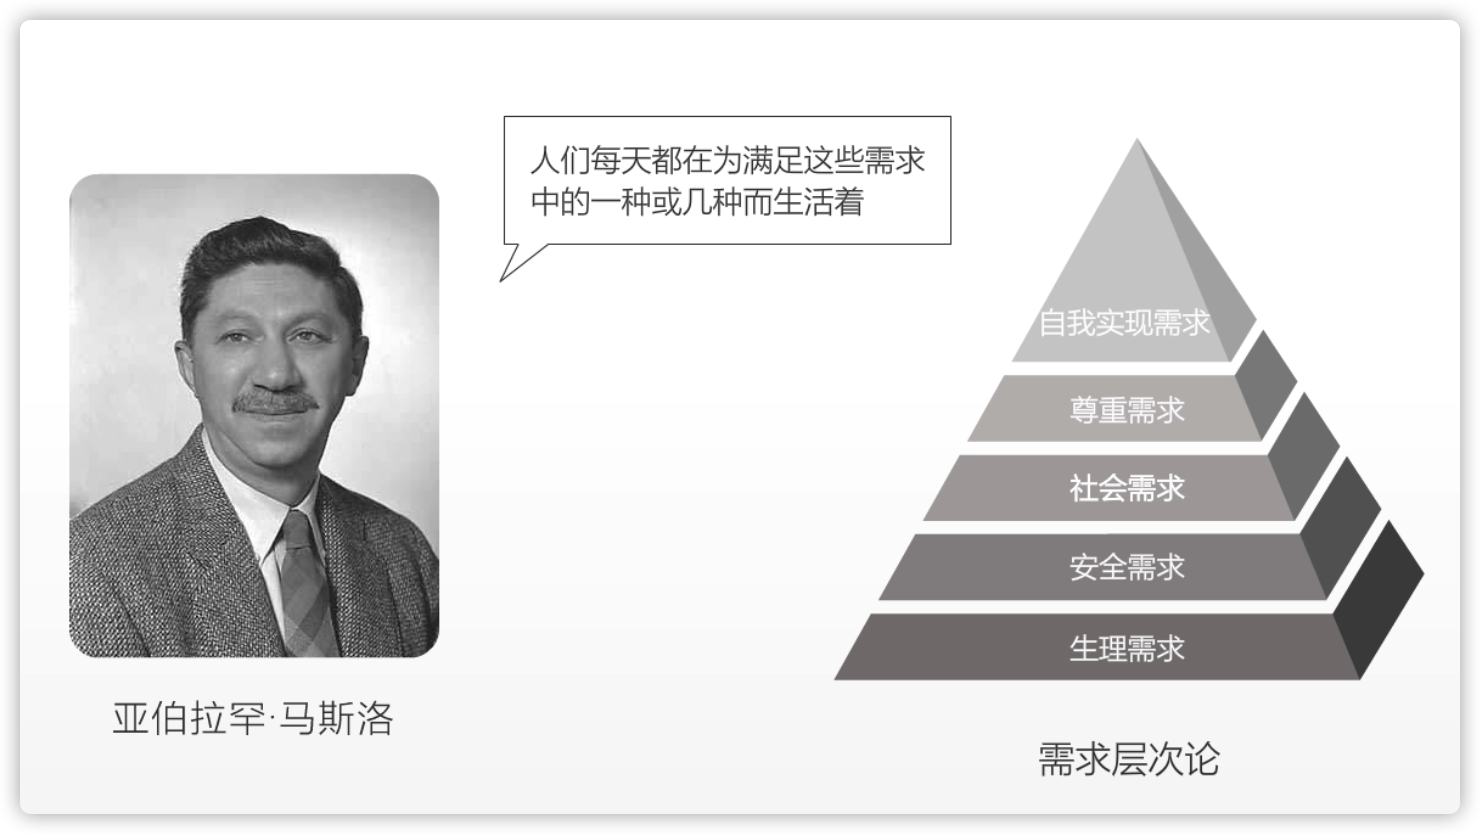 人们每天都在为满足这些需求
中的一种或几种而生活着
自我实现需求
尊重需求
社会需求
安全需求
生理需求
亚伯拉罕·马斯洛
需求层次论